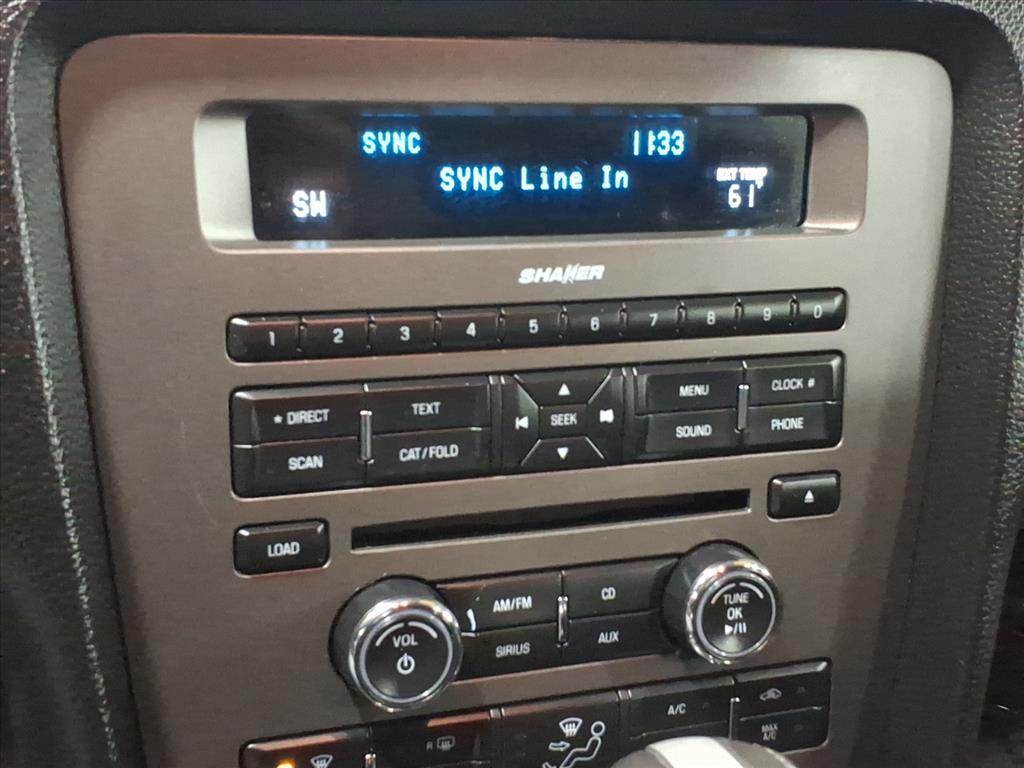 SYNC 11:33
SYNC Line In
EXT TEMP
SW 61°F
SHAKER
1 2 3 4 5 6 7 8 9 0
* DIRECT TEXT MENU CLOCK #
SEEK
SCAN CAT/FOLD SOUND PHONE
LOAD
AM/FM CD
SIRIUS AUX
VOL
TUNE
OK
R A/C
MAX
A/C